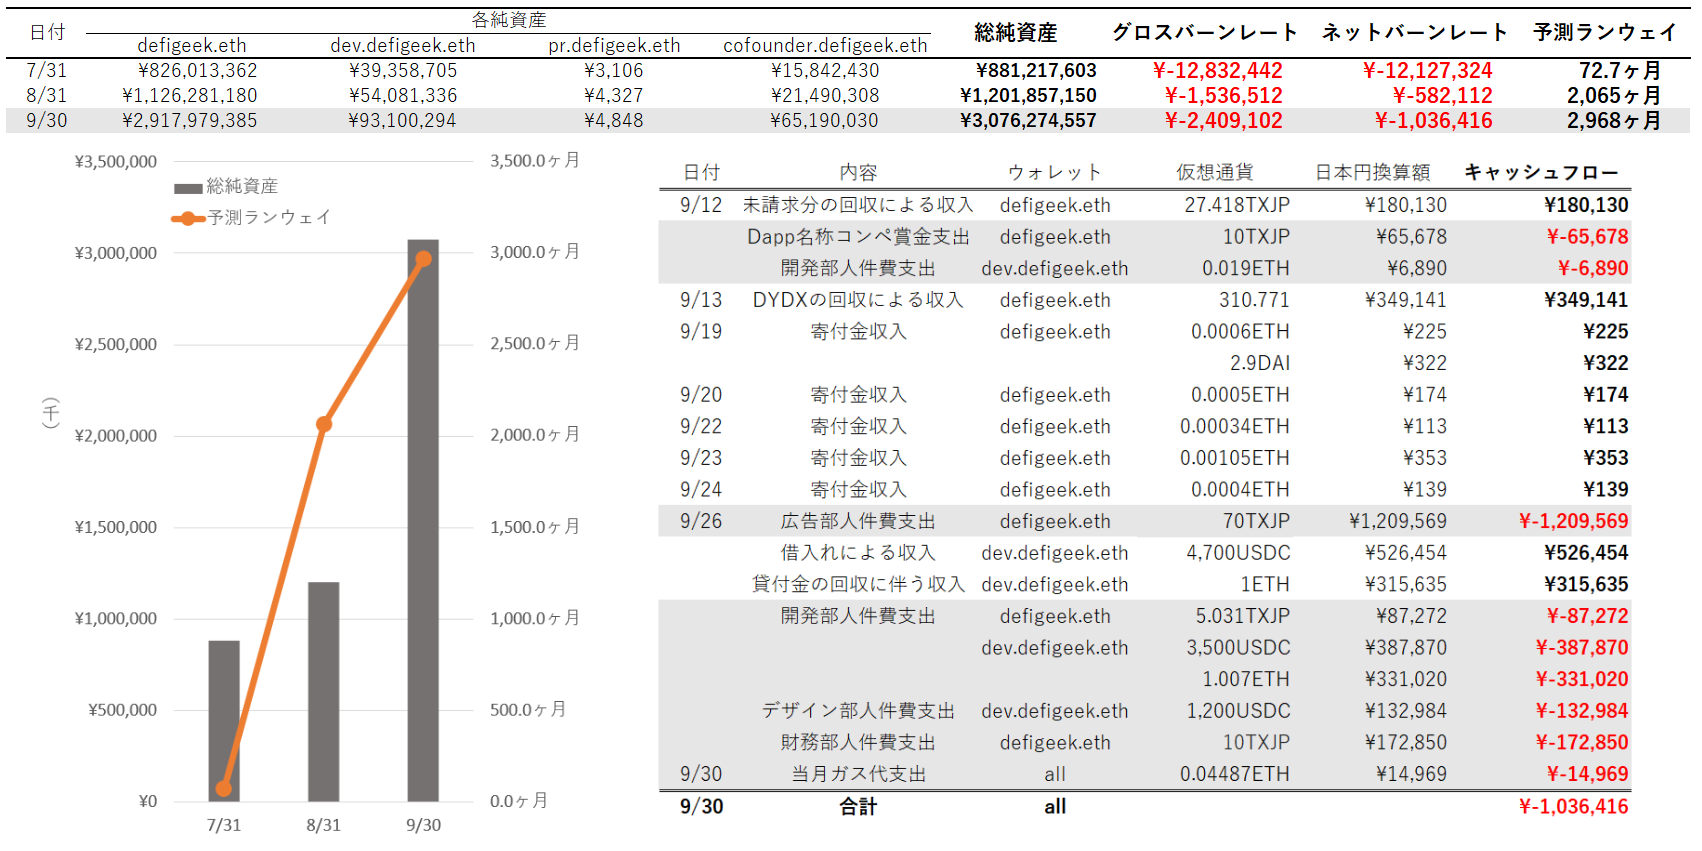 日付 各純資産 総純資産 グロスバーンレート ネットバーンレート 予測ランウェイ
defigeek.eth dev.defigeek.eth pr.defigeek.eth cofounder.defigeek.eth
7/31 ¥826,013,362 ¥39,358,705 ¥3,106 ¥15,842,430 ¥881,217,603 ¥-12,832,442 ¥-12,127,324 72.7ヶ月
8/31 ¥1,126,281,180 ¥54,081,336 ¥4,327 ¥21,490,308 ¥1,201,857,150 ¥-1,536,512 ¥-582,112 2,065ヶ月
9/30 ¥2,917,979,385 ¥93,100,294 ¥4,848 ¥65,190,030 ¥3,076,274,557 ¥-2,409,102 ¥-1,036,416 2,968ヶ月
(千)
¥3,500,000
¥3,000,000
¥2,500,000
¥2,000,000
¥1,500,000
¥1,000,000
¥500,000
¥0
総純資産
予測ランウェイ
3,500.0ヶ月
3,000.0ヶ月
2,500.0ヶ月
2,000.0ヶ月
1,500.0ヶ月
1,000.0ヶ月
500.0ヶ月
0.0ヶ月
7/31 8/31 9/30
日付 内容 ウォレット 仮想通貨 日本円換算額 キャッシュフロー
9/12 未請求分の回収による収入 defigeek.eth 27.418TXJP ¥180,130 ¥180,130
Dapp名称コンペ賞金支出 defigeek.eth 10TXJP ¥65,678 ¥-65,678
開発部人件費支出 dev.defigeek.eth 0.019ETH ¥6,890 ¥-6,890
9/13 DYDXの回収による収入 defigeek.eth 310.771 ¥349,141 ¥349,141
9/19 寄付金収入 defigeek.eth 0.0006ETH ¥225 ¥225
2.9DAI ¥322 ¥322
9/20 寄付金収入 defigeek.eth 0.0005ETH ¥174 ¥174
9/22 寄付金収入 defigeek.eth 0.00034ETH ¥113 ¥113
9/23 寄付金収入 defigeek.eth 0.00105ETH ¥353 ¥353
9/24 寄付金収入 defigeek.eth 0.0004ETH ¥139 ¥139
9/26 広告部人件費支出 defigeek.eth 70TXJP ¥1,209,569 ¥-1,209,569
借入れによる収入 dev.defigeek.eth 4,700USDC ¥526,454 ¥526,454
貸付金の回収に伴う収入 dev.defigeek.eth 1ETH ¥315,635 ¥315,635
開発部人件費支出 defigeek.eth 5.031TXJP ¥87,272 ¥-87,272
dev.defigeek.eth 3,500USDC ¥387,870 ¥-387,870
1.007ETH ¥331,020 ¥-331,020
デザイン部人件費支出 dev.defigeek.eth 1,200USDC ¥132,984 ¥-132,984
財務部人件費支出 defigeek.eth 10TXJP ¥172,850 ¥-172,850
9/30 当月ガス代支出 all 0.04487ETH ¥14,969 ¥-14,969
9/30 合計 all ¥-1,036,416